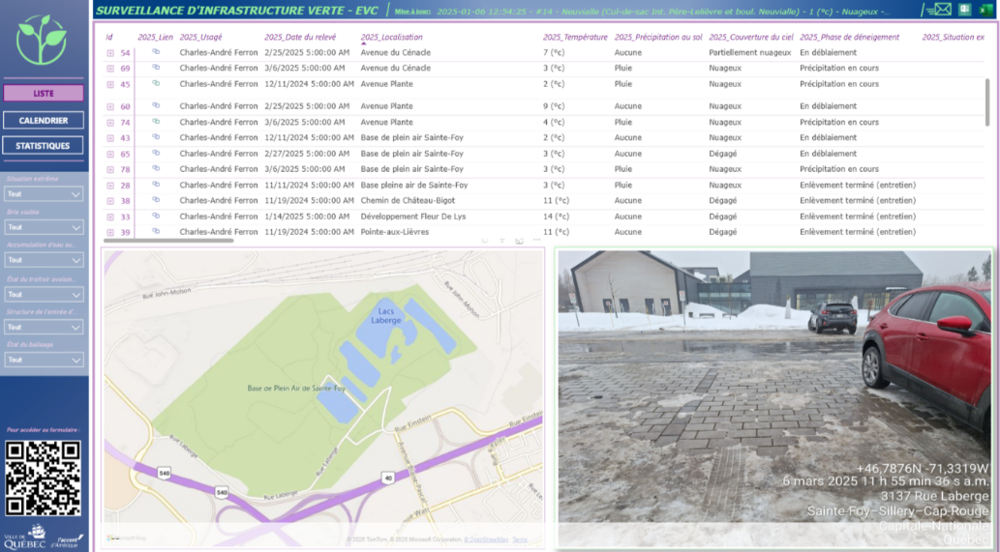 SURVEILLANCE D'INFRASTRUCTURE VERTE - EVC
Mise à jour: 2025-01-06 12:54:25 - #14 - Neuvialle (Cul-de-sac Int. Père-Lelièvre et boul. Neuvialle) - 1 (ºc) - Nuageux -...
LISTE
CALENDRIER
STATISTIQUES
Situation extrême
Tout
Bris visible
Tout
Accumulation d'eau ou...
Tout
Tout
Structure de l'entrée d'...
Tout
État du balisage
Tout
Pour accéder au formulaire :
VILLE DE
QUÉBEC
l'accent
d'Amérique
Id 2025_Lien 2025_Usagé 2025_Date du relevé 2025_Localisation 2025_Température 2025_Précipitation au sol 2025_Couverture du ciel 2025_Phase de déneigement 2025_Situation ex
54 Charles-André Ferron 2/25/2025 5:00:00 AM Avenue du Cénacle 7 (ºc) Aucune Partiellement nuageux En déblaiement
69 Charles-André Ferron 3/6/2025 5:00:00 AM Avenue du Cénacle 3 (ºc) Pluie Nuageux Précipitation en cours
45 Charles-André Ferron 12/11/2024 5:00:00 AM Avenue Plante 2 (ºc) Pluie Nuageux Précipitation en cours
60 Charles-André Ferron 2/25/2025 5:00:00 AM Avenue Plante 9 (ºc) Aucune Nuageux En déblaiement
74 Charles-André Ferron 3/6/2025 5:00:00 AM Avenue Plante 4 (ºc) Pluie Nuageux Précipitation en cours
43 Charles-André Ferron 12/11/2024 5:00:00 AM Base de plein air Sainte-Foy 2 (ºc) Aucune Nuageux En déblaiement
65 Charles-André Ferron 2/27/2025 5:00:00 AM Base de plein air Sainte-Foy 3 (ºc) Aucune Dégagé En déblaiement
78 Charles-André Ferron 3/6/2025 5:00:00 AM Base de plein air Sainte-Foy 3 (ºc) Pluie Nuageux Précipitation en cours
28 Charles-André Ferron 11/11/2024 5:00:00 AM Base pleine air de Sainte-Foy 3 (ºc) Pluie Nuageux Enlèvement terminé (entretien)
38 Charles-André Ferron 11/19/2024 5:00:00 AM Chemin de Château-Bigot 11 (ºc) Aucune Dégagé Enlèvement terminé (entretien)
33 Charles-André Ferron 1/14/2025 5:00:00 AM Développement Fleur De Lys 14 (ºc) Aucune Dégagé Enlèvement terminé (entretien)
39 Charles-André Ferron 11/19/2024 5:00:00 AM Pointe-aux-Lièvres 11 (ºc) Aucune Dégagé Enlèvement terminé (entretien)
Rue John-Molson
Rue John-Molson
Lacs
Laberge
Base de Plein Air de Sainte-Foy
Rue Einstein
Rue Einstein
Rue Laberge
Rue Laberge
Rue Laberge
540
540
40
© 2025 TomTom, © 2025 Microsoft Corporation, © OpenStreetMap Terms
+46,7876N -71,3319W
6 mars 2025 11 h 55 min 36 s a.m.
3137 Rue Laberge
Sainte-Foy–Sillery–Cap-Rouge
Capitale-Nationale
Québec